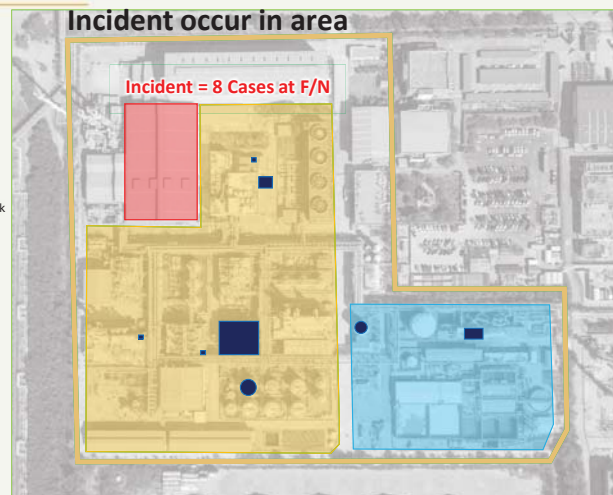 Incident occur in area
Incident = 8 Cases at F/N
k